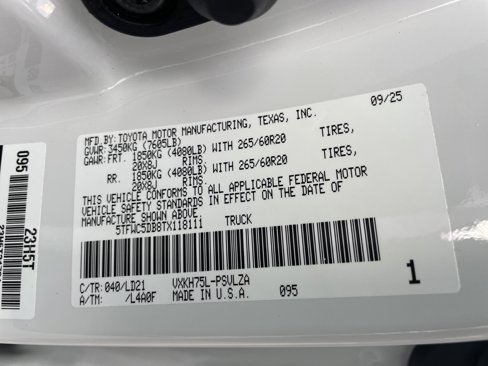 MFD.BY:TOYOTA MOTOR MANUFACTURING, TEXAS, INC. 09/25
GVWR: 3450KG (7605LB)
GAWR: FRT. 1850KG (4080LB) WITH 265/60R20 TIRES,
20X8J RIMS.
RR. 1850KG (4080LB) WITH 265/60R20 TIRES,
20X8J RIMS.
THIS VEHICLE CONFORMS TO ALL APPLICABLE FEDERAL MOTOR
VEHICLE SAFETY STANDARDS IN EFFECT ON THE DATE OF
MANUFACTURE SHOWN ABOVE.
5TFWC5DB8TX118111 TRUCK
C/TR: 040/LD21 VXKH75L-PSVLZA
A/TM: /L4A0F MADE IN U.S.A. 095 1
095
23H5T